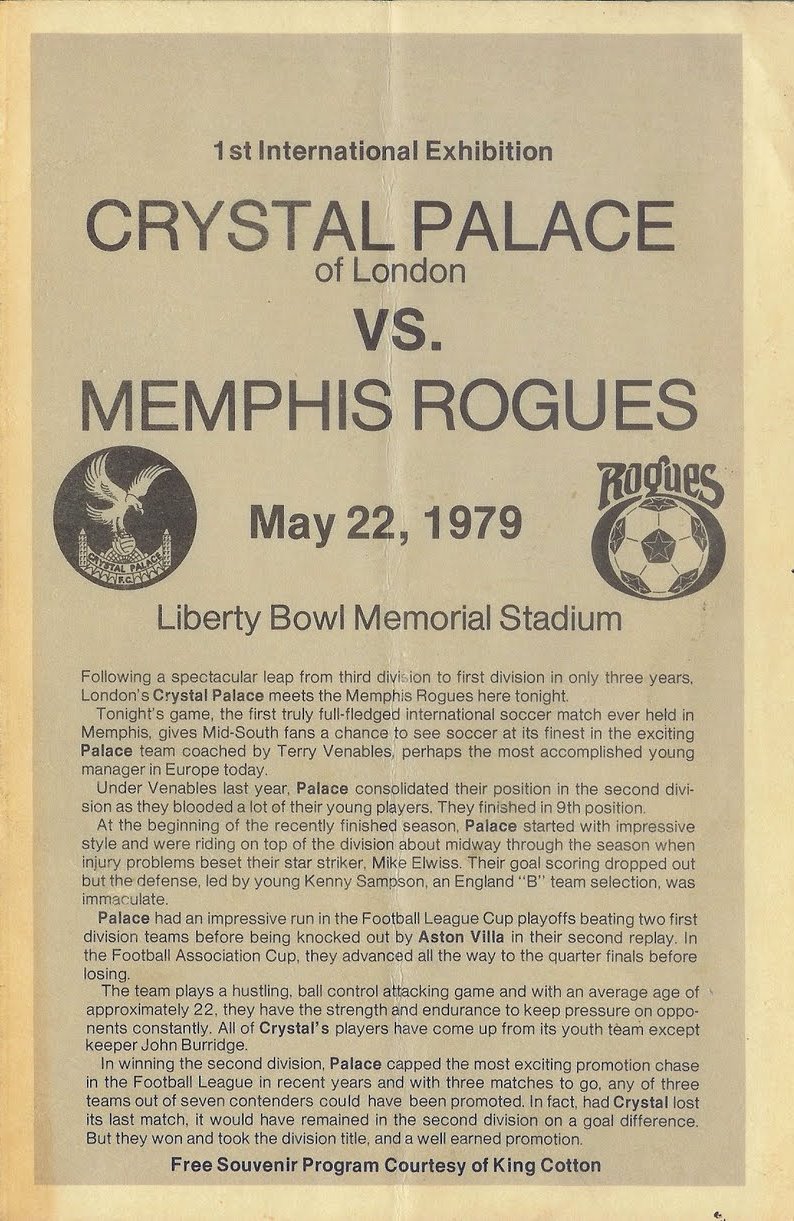 1st International Exhibition
CRYSTAL PALACE
of London
VS.
MEMPHIS ROGUES
CRYSTAL PALACE
F.C.
May 22, 1979
Rogues
Liberty Bowl Memorial Stadium
Following a spectacular leap from third division to first division in only three years,
London's Crystal Palace meets the Memphis Rogues here tonight.
Tonight's game, the first truly full-fledged international soccer match ever held in
Memphis, gives Mid-South fans a chance to see soccer at its finest in the exciting
Palace team coached by Terry Venables, perhaps the most accomplished young
manager in Europe today.
Under Venables last year, Palace consolidated their position in the second divi-
sion as they blooded a lot of their young players. They finished in 9th position.
At the beginning of the recently finished season, Palace started with impressive
style and were riding on top of the division about midway through the season when
injury problems beset their star striker, Mike Elwiss. Their goal scoring dropped out
but the defense, led by young Kenny Sampson, an England "B" team selection, was
immaculate.
Palace had an impressive run in the Football League Cup playoffs beating two first
division teams before being knocked out by Aston Villa in their second replay. In
the Football Association Cup, they advanced all the way to the quarter finals before
losing.
The team plays a hustling, ball control attacking game and with an average age of
approximately 22, they have the strength and endurance to keep pressure on oppo-
nents constantly. All of Crystal's players have come up from its youth team except
keeper John Burridge.
In winning the second division, Palace capped the most exciting promotion chase
in the Football League in recent years and with three matches to go, any of three
teams out of seven contenders could have been promoted. In fact, had Crystal lost
its last match, it would have remained in the second division on a goal difference.
But they won and took the division title, and a well earned promotion.
Free Souvenir Program Courtesy of King Cotton